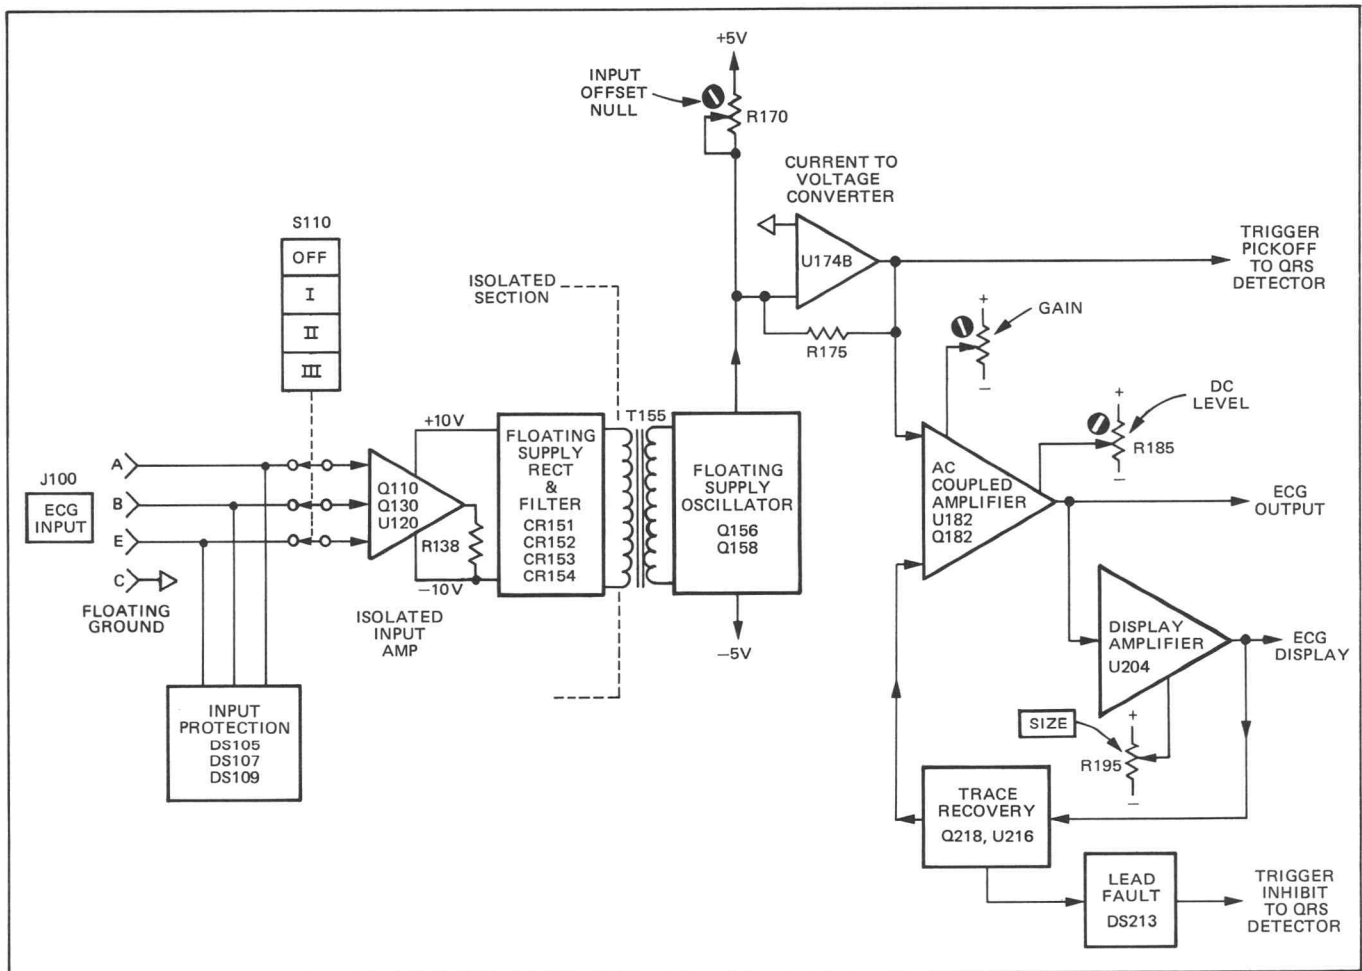 +5V
INPUT
OFFSET
NULL
R170
CURRENT TO
VOLTAGE
CONVERTER
U174B
R175
TRIGGER
PICKOFF
TO QRS
DETECTOR
S110
OFF
I
II
III
ISOLATED
SECTION
+
GAIN
−
+
DC
LEVEL
R185
−
J100
ECG
INPUT
A
B
E
C
FLOATING
GROUND
Q110
Q130
U120
+10V
R138
−10V
ISOLATED
INPUT
AMP
FLOATING
SUPPLY
RECT
&
FILTER
CR151
CR152
CR153
CR154
T155
FLOATING
SUPPLY
OSCILLATOR
Q156
Q158
−5V
AC
COUPLED
AMPLIFIER
U182
Q182
ECG
OUTPUT
DISPLAY
AMPLIFIER
U204
ECG
DISPLAY
INPUT
PROTECTION
DS105
DS107
DS109
SIZE
+
R195
−
TRACE
RECOVERY
Q218, U216
LEAD
FAULT
DS213
TRIGGER
INHIBIT
TO QRS
DETECTOR